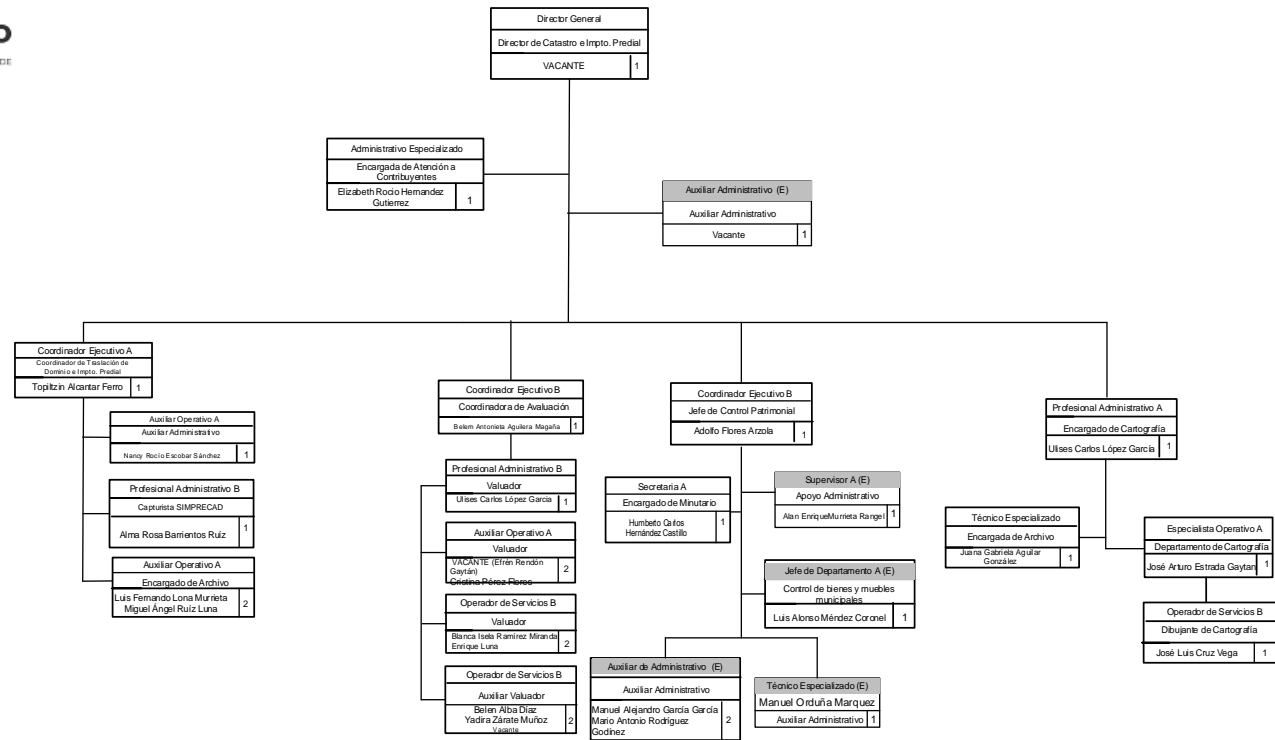 O
DE
Director General
Director de Catastro e Impto. Predial
VACANTE 1
Administrativo Especializado
Encargada de Atención a
Contribuyentes
Elizabeth Rocio Hernandez
Gutierrez 1
Auxiliar Administrativo (E)
Auxiliar Administrativo
Vacante 1
Coordinador Ejecutivo A
Coordinador de Traslación de
Dominio e Impto. Predial
Topiltzin Alcantar Ferro 1
Auxiliar Operativo A
Auxiliar Administrativo
Nancy Rocío Escobar Sánchez 1
Profesional Administrativo B
Capturista SIMPRECAD
Alma Rosa Barrientos Ruíz 1
Auxiliar Operativo A
Encargado de Archivo
Luis Fernando Lona Murrieta
Miguel Ángel Ruíz Luna 2
Coordinador Ejecutivo B
Coordinadora de Avaluación
Belem Antonieta Aguilera Magaña 1
Profesional Administrativo B
Valuador
Ulises Carlos López Garcia 1
Auxiliar Operativo A
Valuador
VACANTE (Efrén Rendón
Gaytán)
Cristina Pérez Flores 2
Operador de Servicios B
Valuador
Blanca Isela Ramírez Miranda
Enrique Luna 2
Operador de Servicios B
Auxiliar Valuador
Belen Alba Díaz
Yadira Zárate Muñoz
Vacante 2
Coordinador Ejecutivo B
Jefe de Control Patrimonial
Adolfo Flores Arzola 1
Secretaria A
Encargado de Minutario
Humberto Carlos
Hernández Castillo 1
Supervisor A (E)
Apoyo Administrativo
Alan EnriqueMurrieta Rangel 1
Jefe de Departamento A (E)
Control de bienes y muebles
municipales
Luis Alonso Méndez Coronel 1
Auxiliar de Administrativo (E)
Auxiliar Administrativo
Manuel Alejandro García García
Mario Antonio Rodríguez
Godínez 2
Técnico Especializado (E)
Manuel Orduña Marquez
Auxiliar Administrativo 1
Profesional Administrativo A
Encargado de Cartografía
Ulises Carlos López García 1
Técnico Especializado
Encargada de Archivo
Juana Gabriela Aguilar
González 1
Especialista Operativo A
Departamento de Cartografía
José Arturo Estrada Gaytan 1
Operador de Servicios B
Dibujante de Cartografía
José Luis Cruz Vega 1